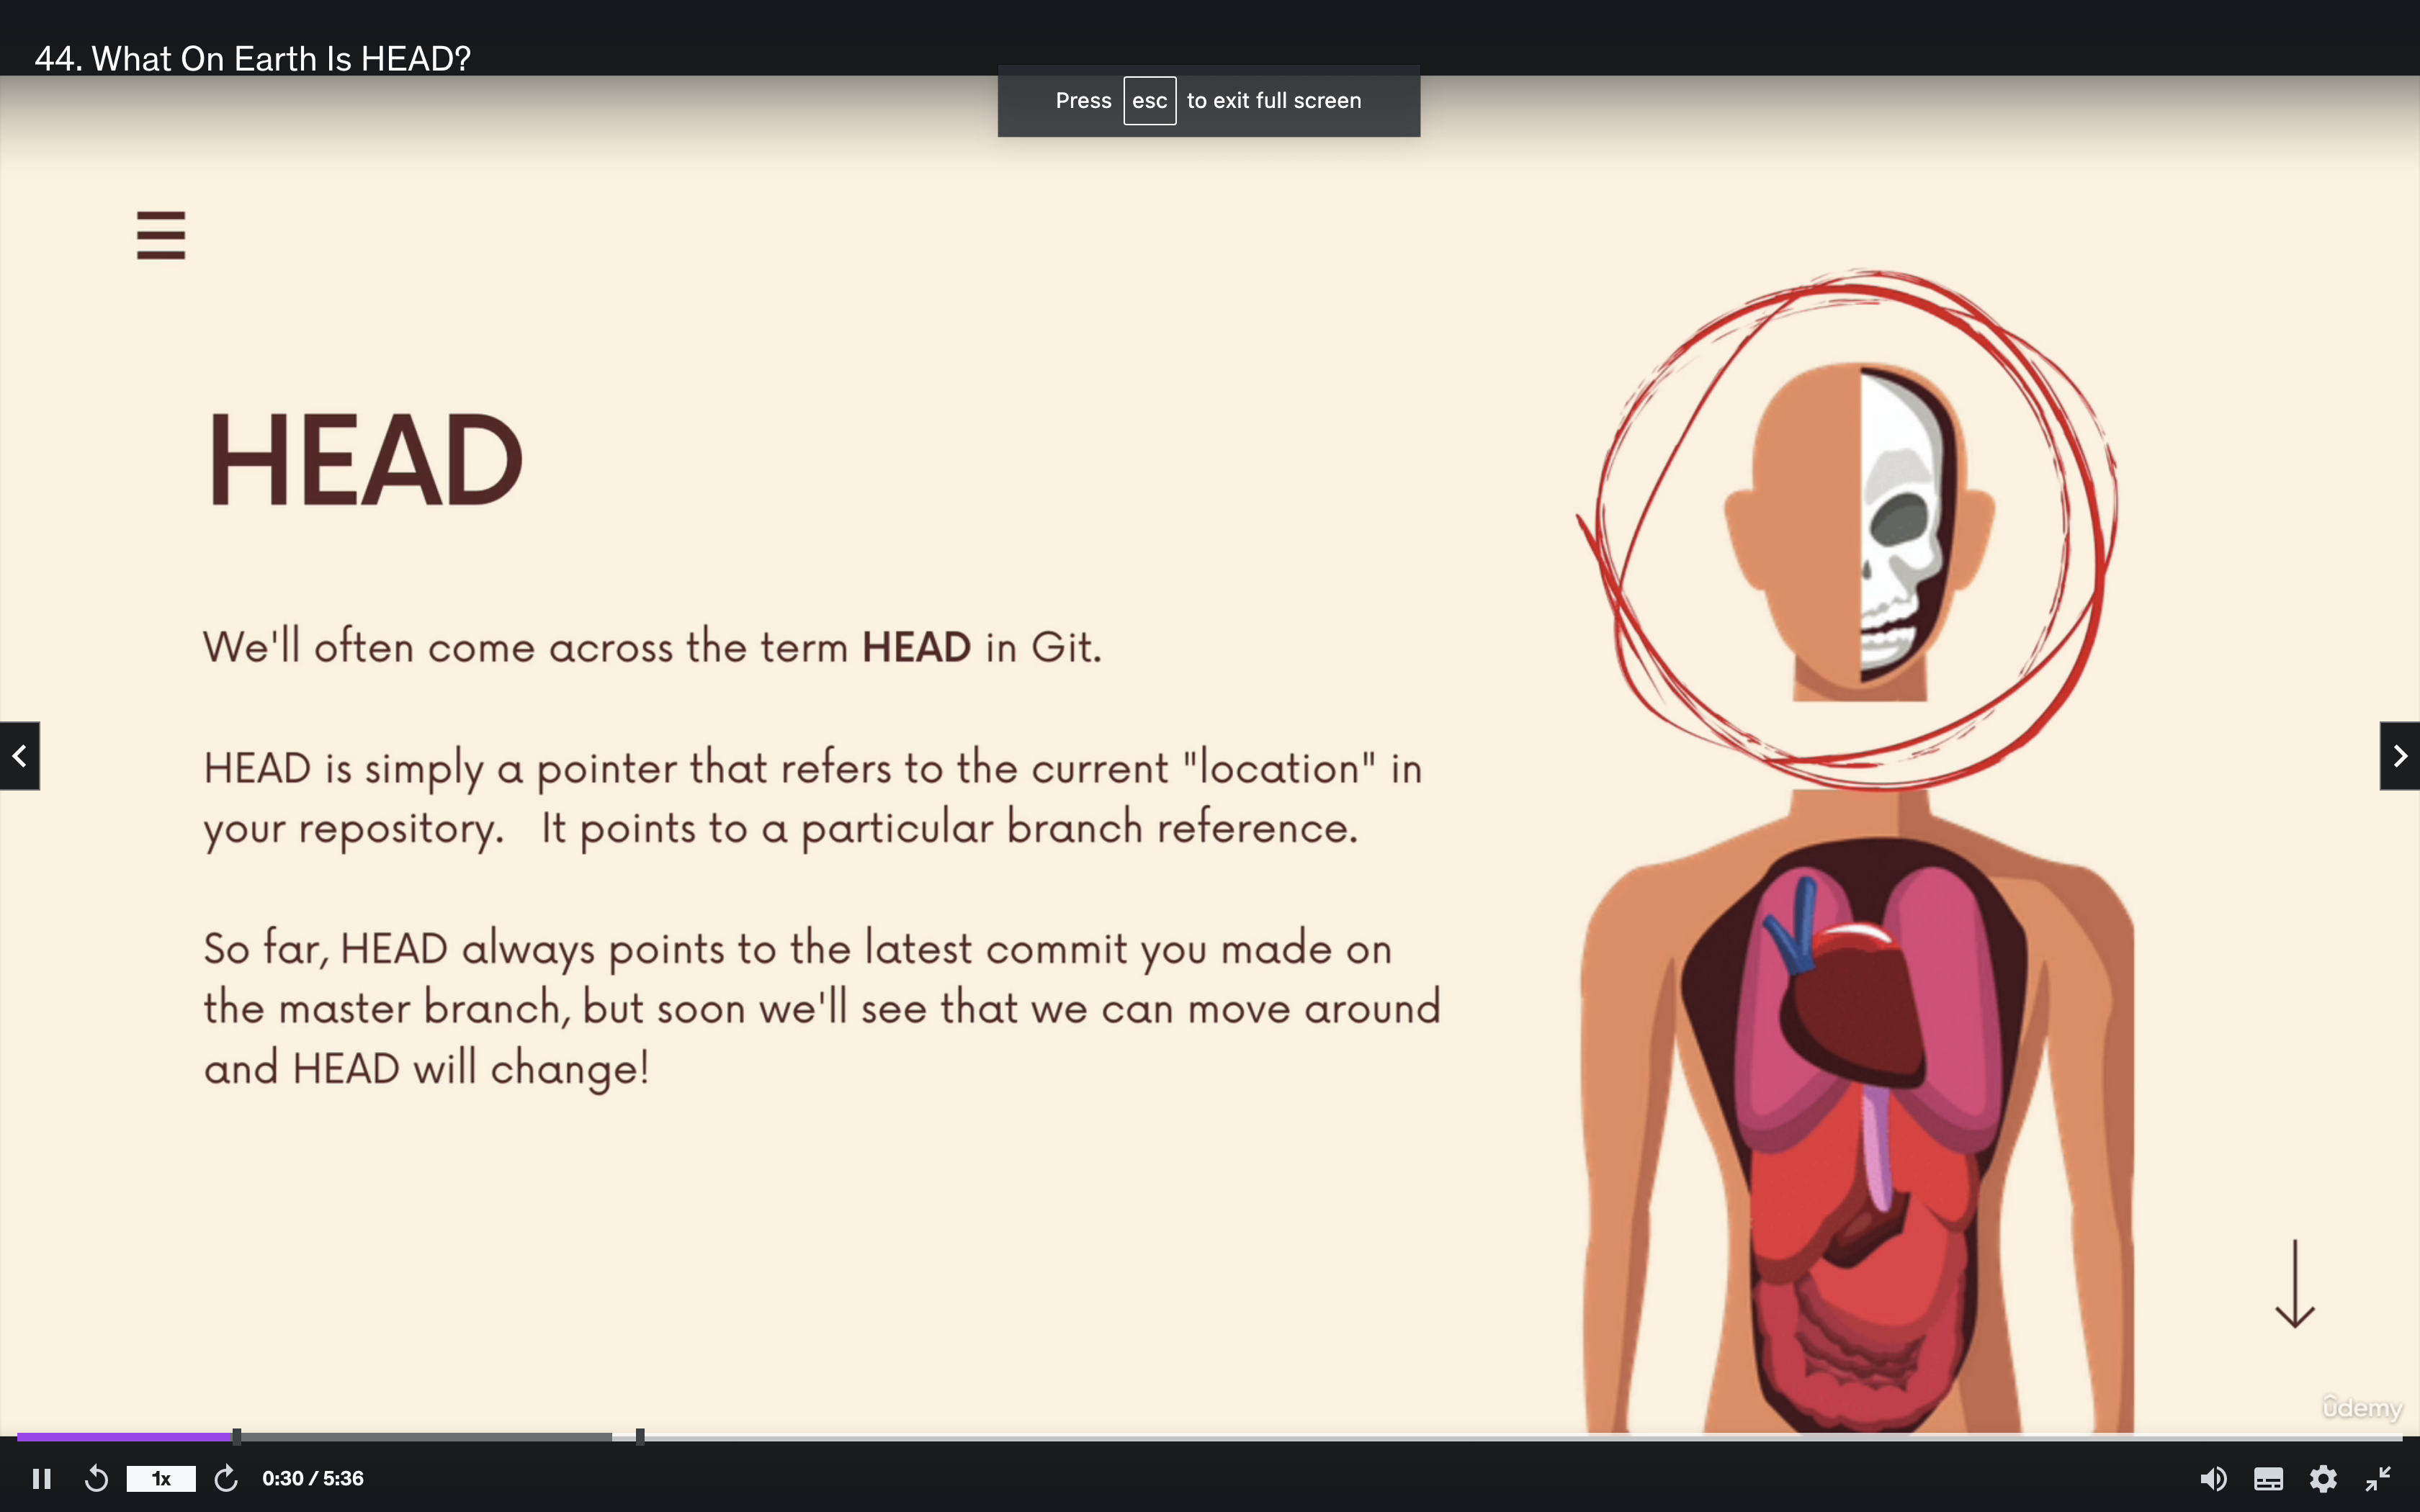 44. What On Earth Is HEAD?
Press esc to exit full screen
HEAD
We'll often come across the term HEAD in Git.
HEAD is simply a pointer that refers to the current "location" in
your repository. It points to a particular branch reference.
So far, HEAD always points to the latest commit you made on
the master branch, but soon we'll see that we can move around
and HEAD will change!
ûdemy
1x
0:30 / 5:36